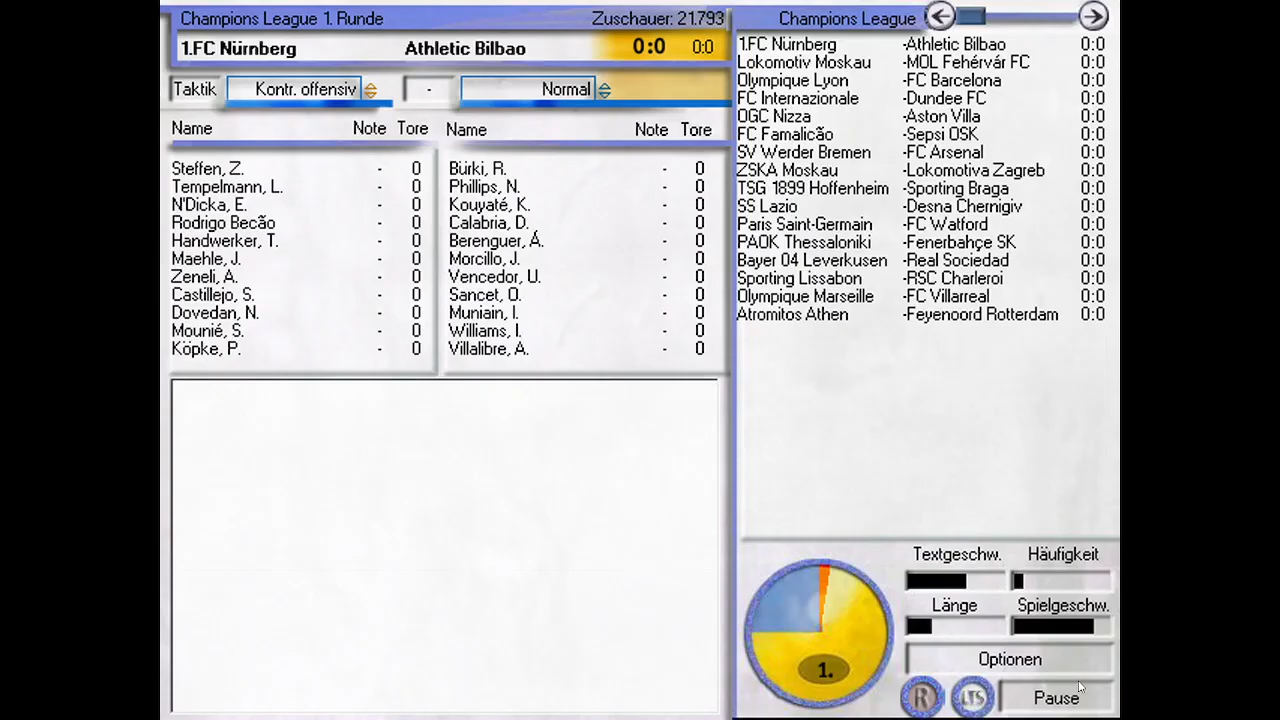 Champions League 1. Runde Zuschauer: 21.793
1.FC Nürnberg Athletic Bilbao 0:0 0:0
Taktik Kontr. offensiv - Normal
Name Note Tore Name Note Tore
Steffen, Z. - 0 Bürki, R. - 0
Tempelmann, L. - 0 Phillips, N. - 0
N'Dicka, E. - 0 Kouyaté, K. - 0
Rodrigo Becão - 0 Calabria, D. - 0
Handwerker, T. - 0 Berenguer, Á. - 0
Maehle, J. - 0 Morcillo, J. - 0
Zeneli, A. - 0 Vencedor, U. - 0
Castillejo, S. - 0 Sancet, O. - 0
Dovedan, N. - 0 Muniain, I. - 0
Mounié, S. - 0 Williams, I. - 0
Köpke, P. - 0 Villalibre, A. - 0
Champions League
1.FC Nürnberg -Athletic Bilbao 0:0
Lokomotiv Moskau -MOL Fehérvár FC 0:0
Olympique Lyon -FC Barcelona 0:0
FC Internazionale -Dundee FC 0:0
OGC Nizza -Aston Villa 0:0
FC Famalicão -Sepsi OSK 0:0
SV Werder Bremen -FC Arsenal 0:0
ZSKA Moskau -Lokomotiva Zagreb 0:0
TSG 1899 Hoffenheim -Sporting Braga 0:0
SS Lazio -Desna Chernigiv 0:0
Paris Saint-Germain -FC Watford 0:0
PAOK Thessaloniki -Fenerbahçe SK 0:0
Bayer 04 Leverkusen -Real Sociedad 0:0
Sporting Lissabon -RSC Charleroi 0:0
Olympique Marseille -FC Villarreal 0:0
Atromitos Athen -Feyenoord Rotterdam 0:0
Textgeschw. Häufigkeit
Länge Spielgeschw.
1.
Optionen
R LTS Pause